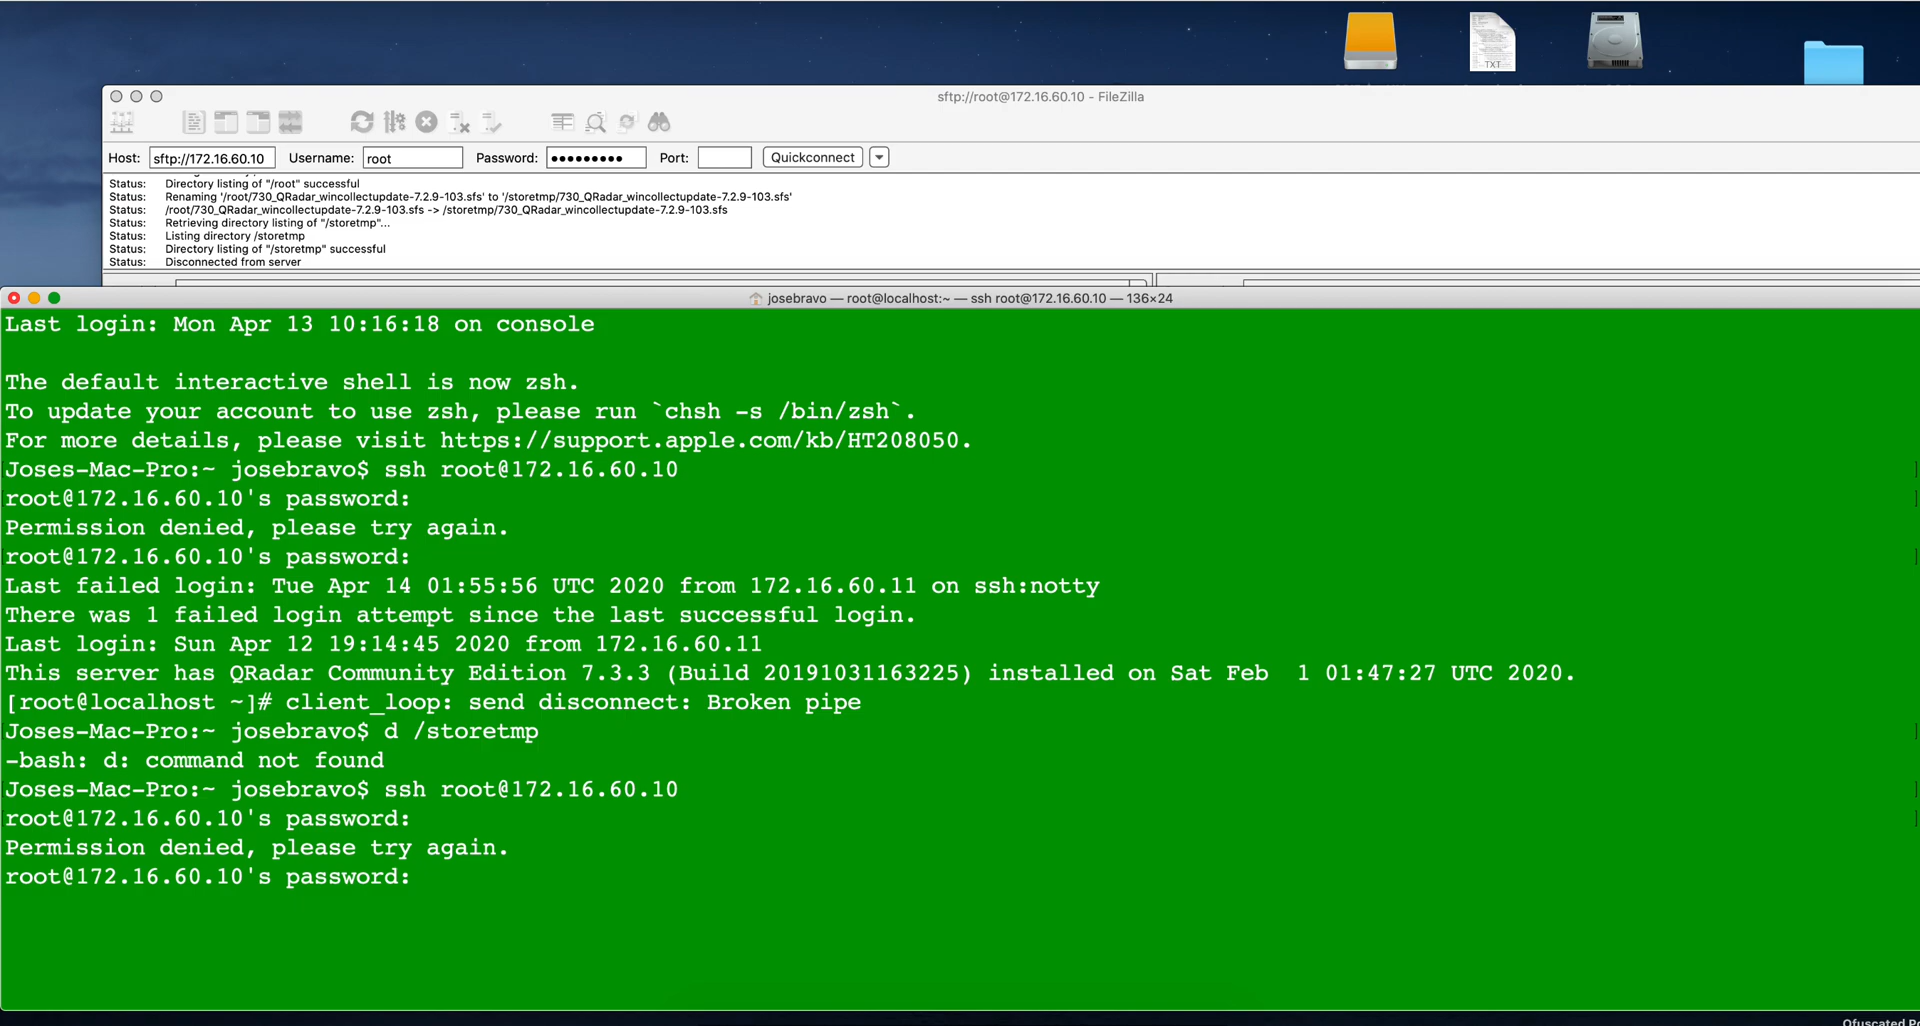 TXT
sftp://root@172.16.60.10 - FileZilla
Host: sftp://172.16.60.10 Username: root Password: ●●●●●●●●● Port: Quickconnect
Status: Directory listing of "/root" successful
Status: Renaming '/root/730_QRadar_wincollectupdate-7.2.9-103.sfs' to '/storetmp/730_QRadar_wincollectupdate-7.2.9-103.sfs'
Status: /root/730_QRadar_wincollectupdate-7.2.9-103.sfs -> /storetmp/730_QRadar_wincollectupdate-7.2.9-103.sfs
Status: Retrieving directory listing of "/storetmp"...
Status: Listing directory /storetmp
Status: Directory listing of "/storetmp" successful
Status: Disconnected from server
josebravo — root@localhost:~ — ssh root@172.16.60.10 — 136×24
Last login: Mon Apr 13 10:16:18 on console
The default interactive shell is now zsh.
To update your account to use zsh, please run `chsh -s /bin/zsh`.
For more details, please visit https://support.apple.com/kb/HT208050.
Joses-Mac-Pro:~ josebravo$ ssh root@172.16.60.10
root@172.16.60.10's password:
Permission denied, please try again.
root@172.16.60.10's password:
Last failed login: Tue Apr 14 01:55:56 UTC 2020 from 172.16.60.11 on ssh:notty
There was 1 failed login attempt since the last successful login.
Last login: Sun Apr 12 19:14:45 2020 from 172.16.60.11
This server has QRadar Community Edition 7.3.3 (Build 20191031163225) installed on Sat Feb  1 01:47:27 UTC 2020.
[root@localhost ~]# client_loop: send disconnect: Broken pipe
Joses-Mac-Pro:~ josebravo$ d /storetmp
-bash: d: command not found
Joses-Mac-Pro:~ josebravo$ ssh root@172.16.60.10
root@172.16.60.10's password:
Permission denied, please try again.
root@172.16.60.10's password: